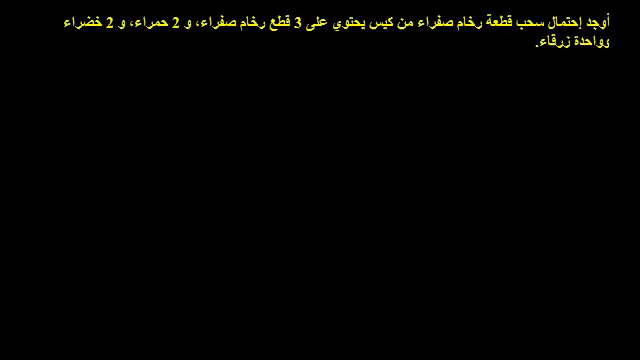 أوجد إحتمال سحب قطعة رخام صفراء من كيس يحتوي على 3 قطع رخام صفراء، و 2 حمراء، و 2 خضراء
وواحدة زرقاء.